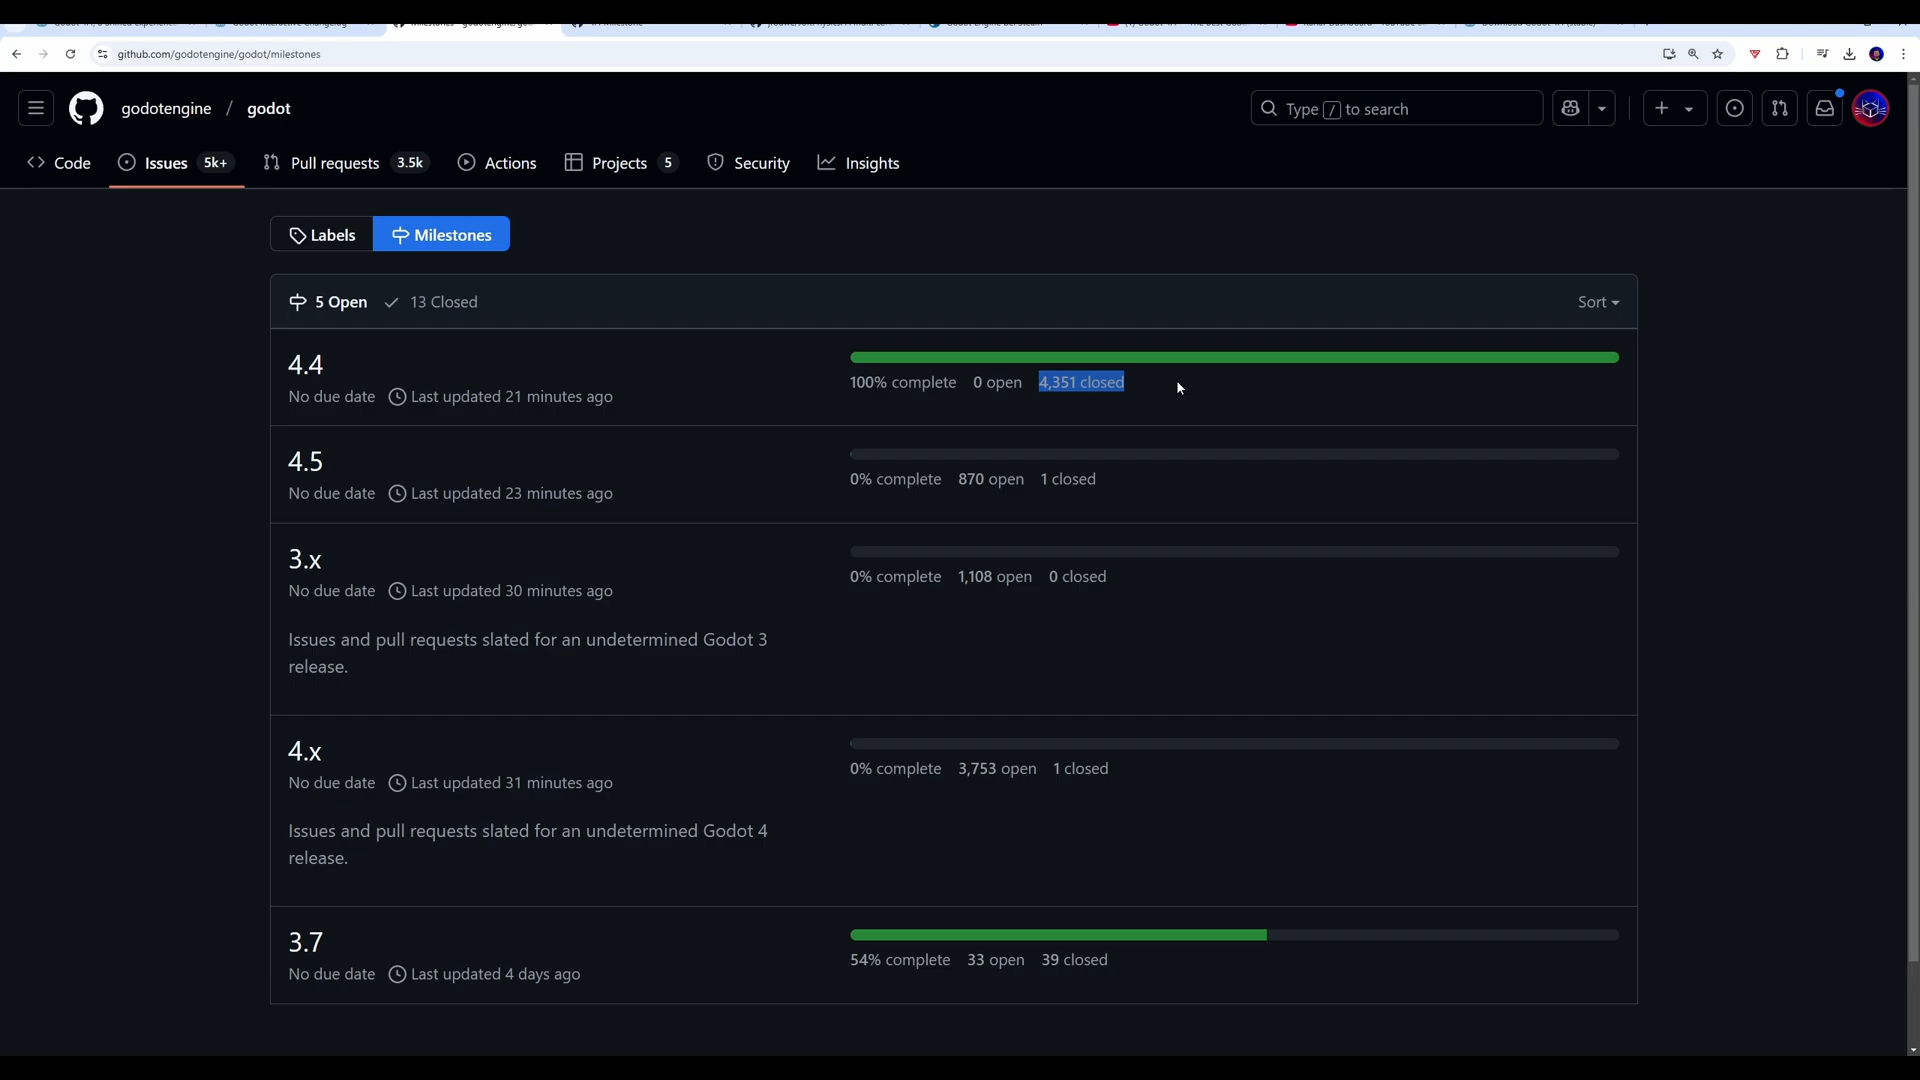 github.com/godotengine/godot/milestones
godotengine / godot
Type / to search
Code
Issues 5k+
Pull requests 3.5k
Actions
Projects 5
Security
Insights
Labels
Milestones
5 Open 13 Closed
Sort
4.4
No due date Last updated 21 minutes ago
100% complete 0 open 4,351 closed
4.5
No due date Last updated 23 minutes ago
0% complete 870 open 1 closed
3.x
No due date Last updated 30 minutes ago
0% complete 1,108 open 0 closed
Issues and pull requests slated for an undetermined Godot 3
release.
4.x
No due date Last updated 31 minutes ago
0% complete 3,753 open 1 closed
Issues and pull requests slated for an undetermined Godot 4
release.
3.7
No due date Last updated 4 days ago
54% complete 33 open 39 closed